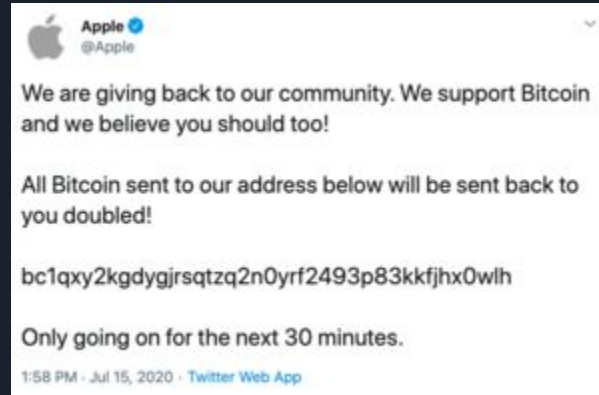 Apple
@Apple
We are giving back to our community. We support Bitcoin
and we believe you should too!
All Bitcoin sent to our address below will be sent back to
you doubled!
bc1qxy2kgdygjrsqtzq2n0yrf2493p83kkfjhx0wlh
Only going on for the next 30 minutes.
1:58 PM · Jul 15, 2020 · Twitter Web App